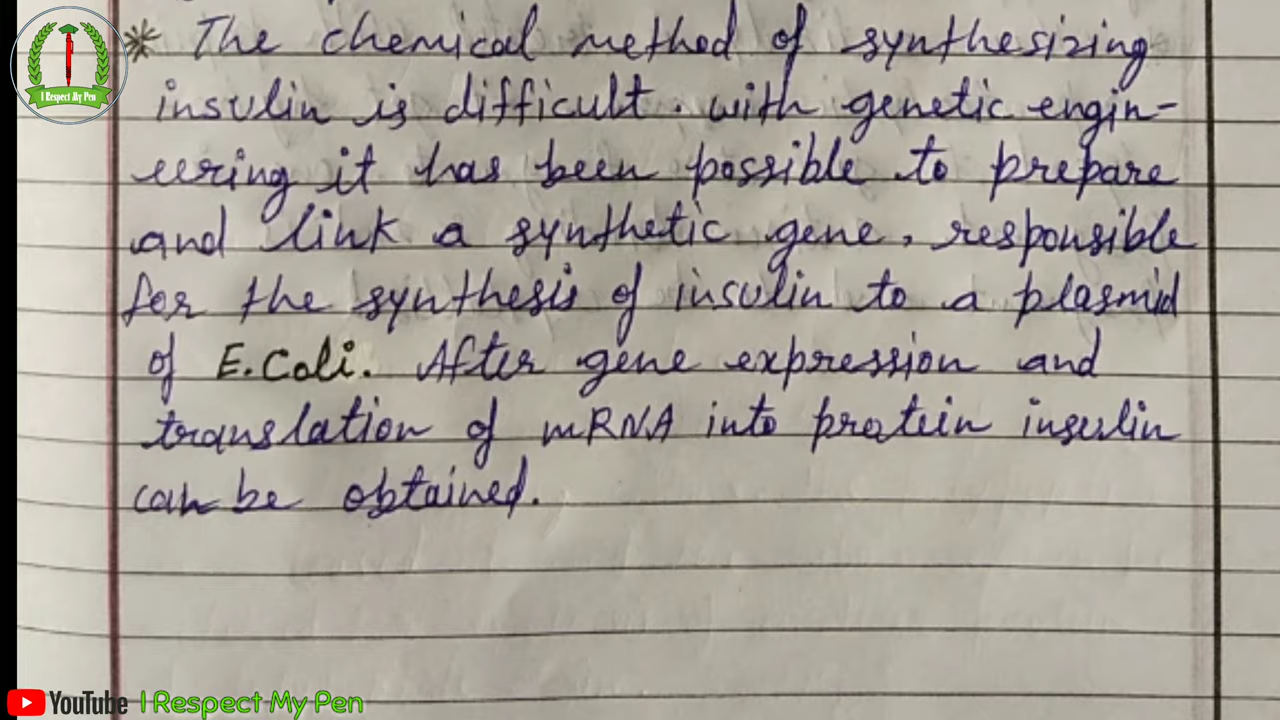 I Respect My Pen
* The chemical method of synthesizing
insulin is difficult. with genetic engin-
eering it has been possible to prepare
and link a synthetic gene, responsible
for the synthesis of insulin to a plasmid
of E.Coli. After gene expression and
translation of mRNA into protein insulin
can be obtained.
YouTube I Respect My Pen